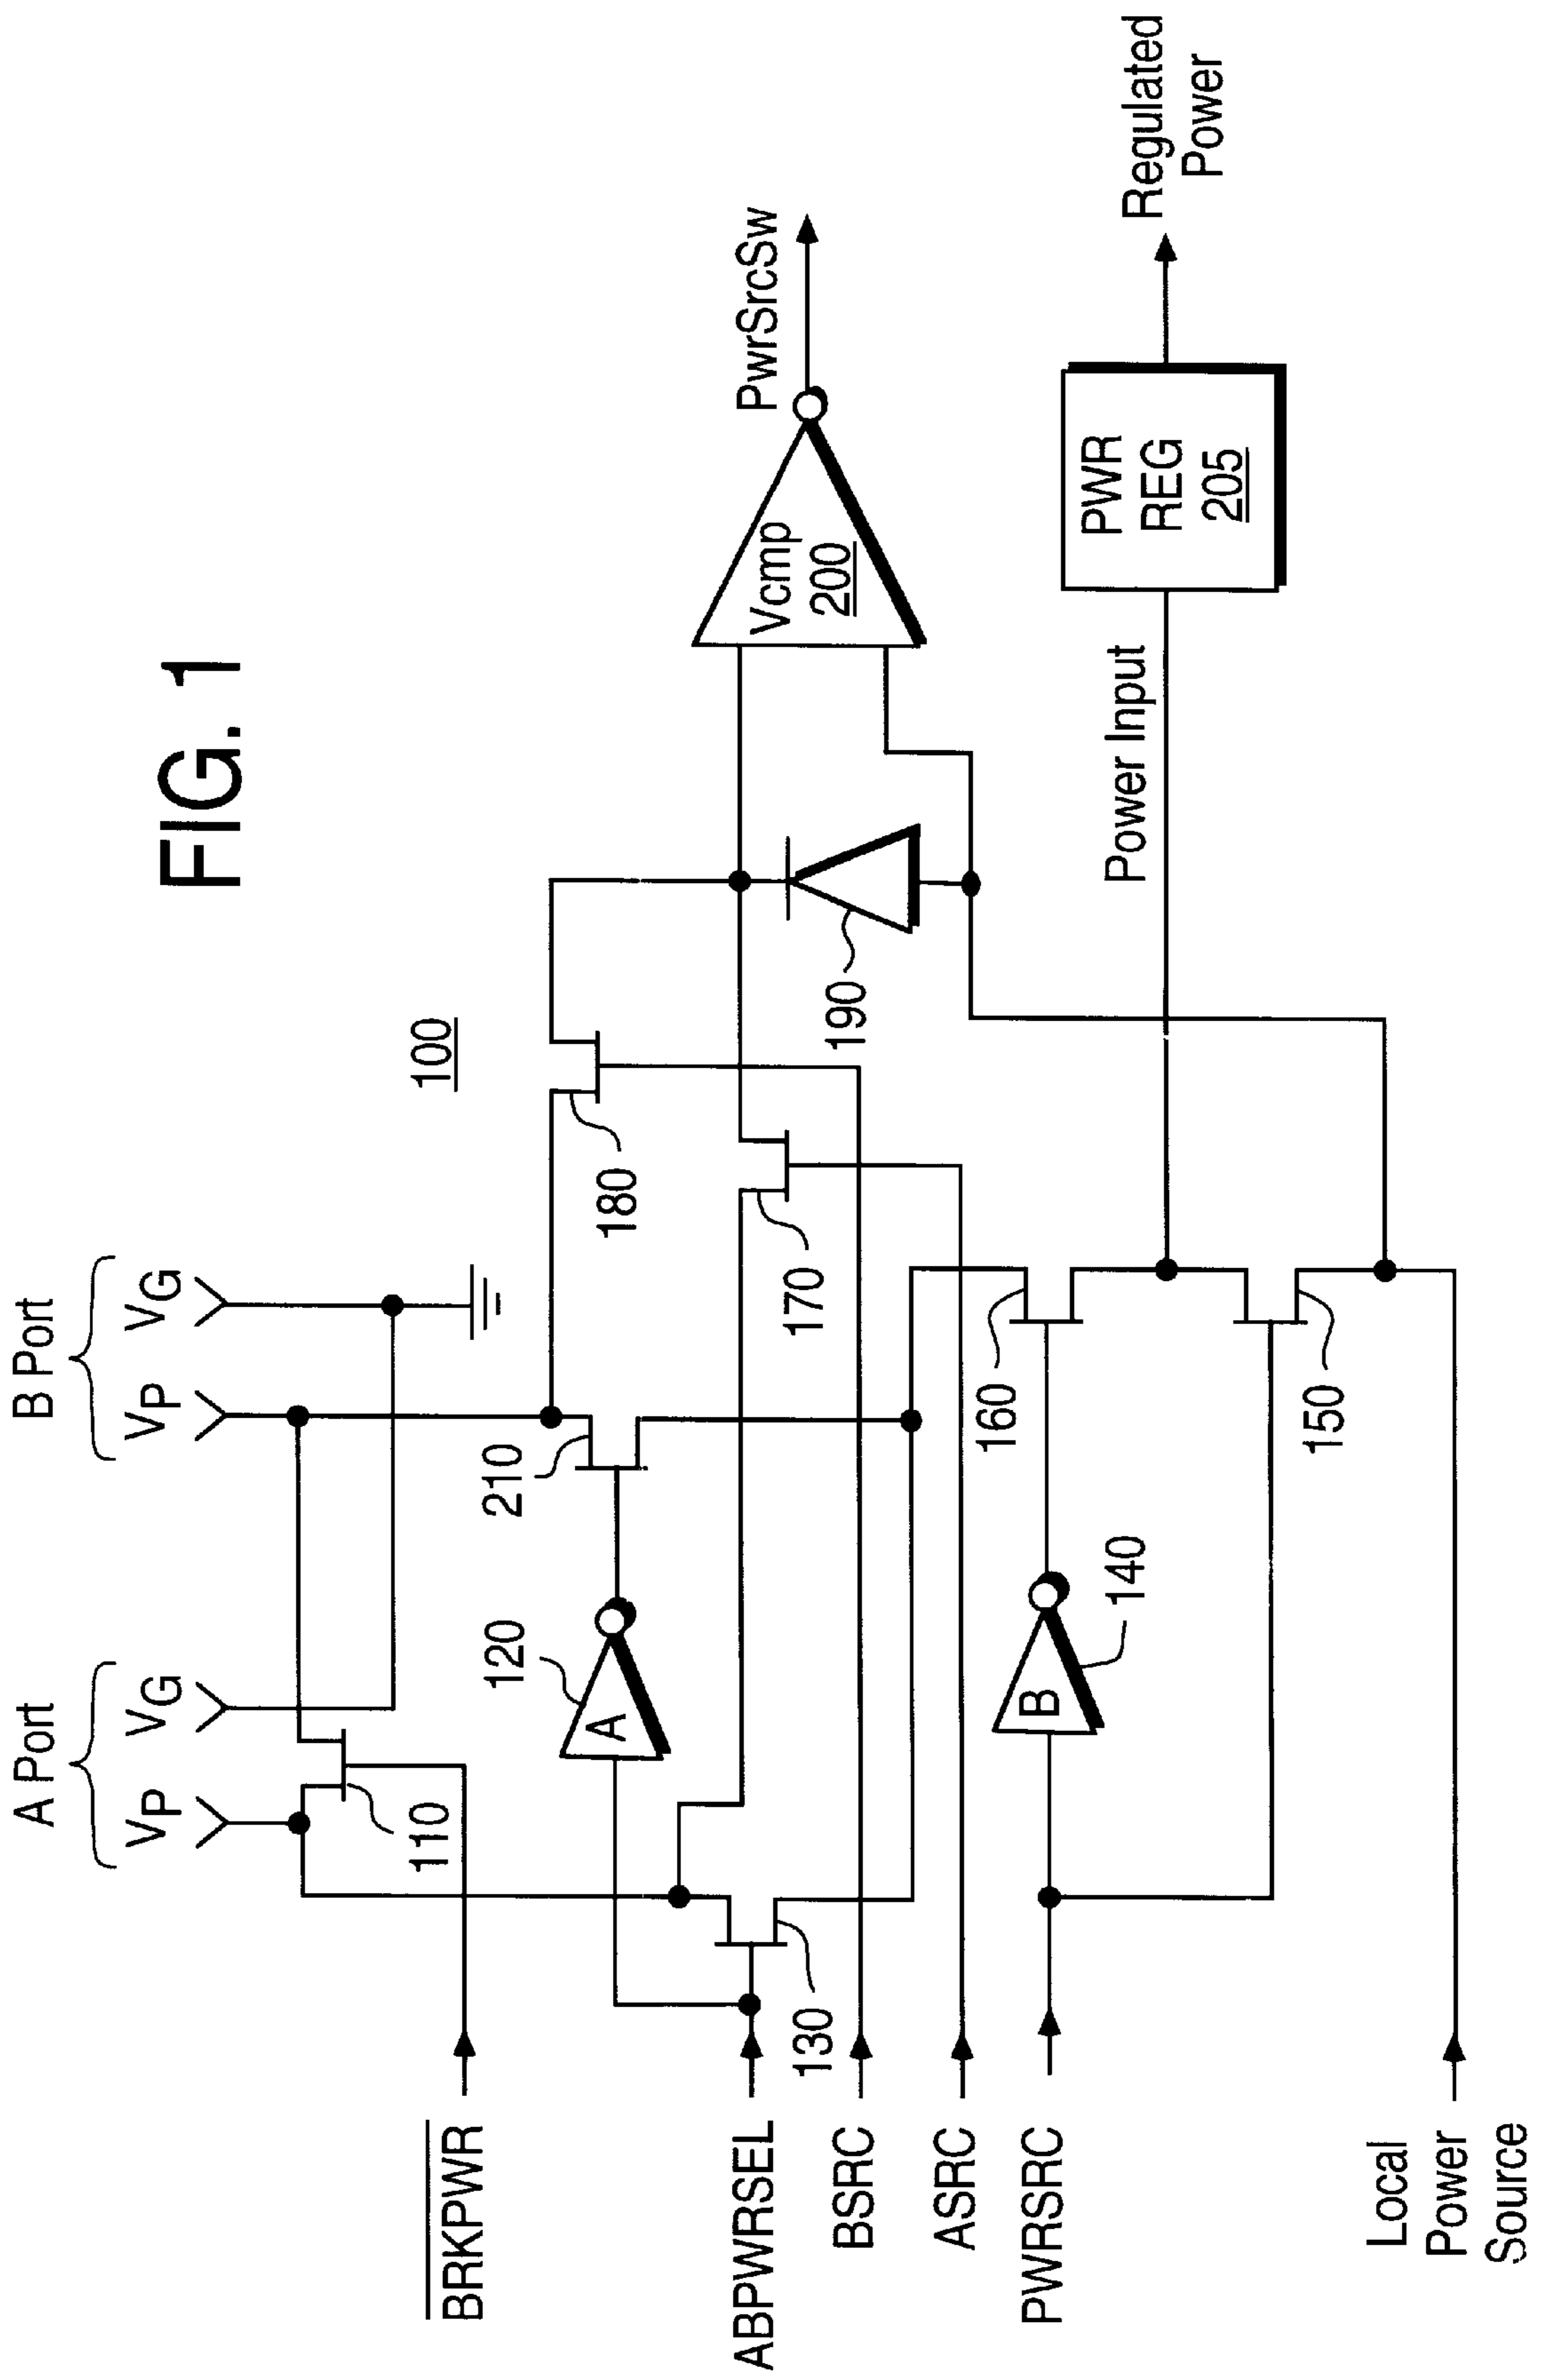 FIG. 1
A Port
B Port
VP
VG
VP
VG
100
110
120
A
210
180
170
130
190
Vcmp
200
PwrSrcSw
B
140
160
150
Power Input
PWR
REG
205
Regulated
Power
BRKPWR
ABPWRSEL
BSRC
ASRC
PWRSRC
Local
Power
Source